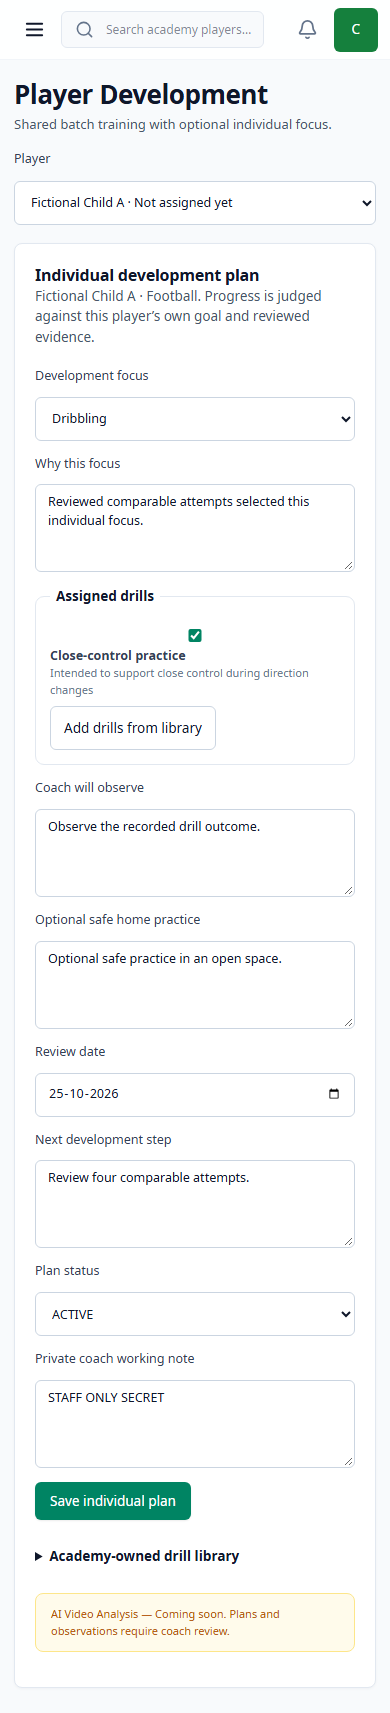 Search academy players...
C
Player Development
Shared batch training with optional individual focus.
Player
Fictional Child A · Not assigned yet
Individual development plan
Fictional Child A · Football. Progress is judged
against this player’s own goal and reviewed
evidence.
Development focus
Dribbling
Why this focus
Reviewed comparable attempts selected this
individual focus.
Assigned drills
Close-control practice
Intended to support close control during direction
changes
Add drills from library
Coach will observe
Observe the recorded drill outcome.
Optional safe home practice
Optional safe practice in an open space.
Review date
25-10-2026
Next development step
Review four comparable attempts.
Plan status
ACTIVE
Private coach working note
STAFF ONLY SECRET
Save individual plan
Academy-owned drill library
AI Video Analysis — Coming soon. Plans and
observations require coach review.